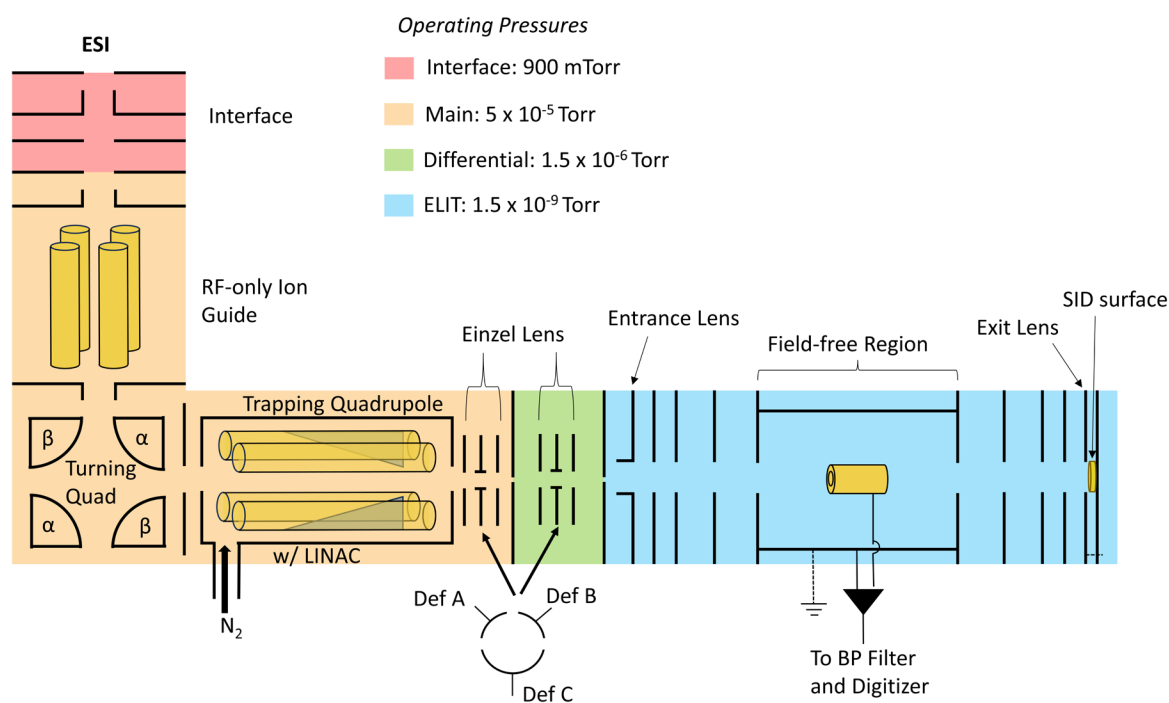 Operating Pressures
ESI
Interface: 900 mTorr
Interface
Main: 5 x 10⁻⁵ Torr
Differential: 1.5 x 10⁻⁶ Torr
ELIT: 1.5 x 10⁻⁹ Torr
RF-only Ion
Guide
SID surface
Exit Lens
Entrance Lens
Einzel Lens
Field-free Region
Trapping Quadrupole
β
α
Turning
Quad
α
β
w/ LINAC
N₂
Def A
Def B
Def C
To BP Filter
and Digitizer